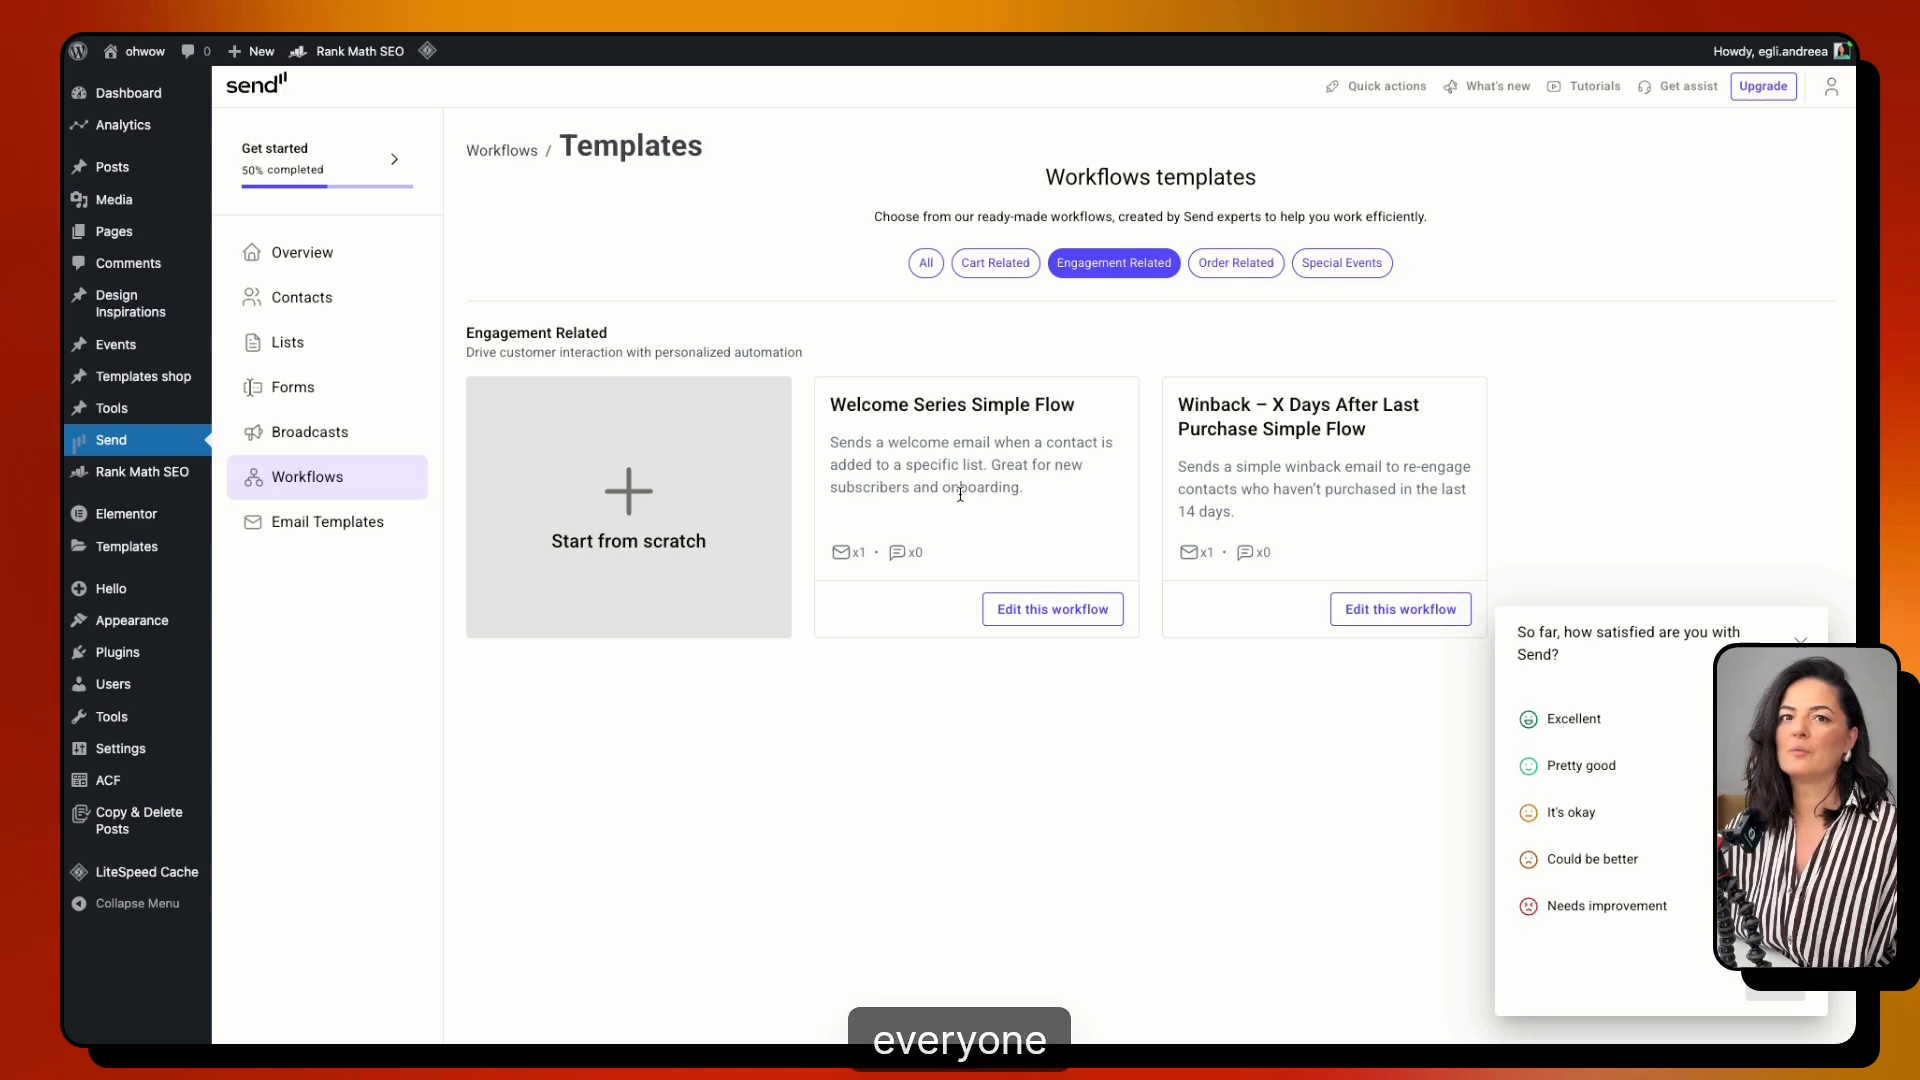 ohwow
0
New
Rank Math SEO
Howdy, egli.andreea
Dashboard
Analytics
Posts
Media
Pages
Comments
Design
Inspirations
Events
Templates shop
Tools
Send
Rank Math SEO
Elementor
Templates
Hello
Appearance
Plugins
Users
Tools
Settings
ACF
Copy & Delete
Posts
LiteSpeed Cache
Collapse Menu
send
Quick actions
What's new
Tutorials
Get assist
Upgrade
Get started
50% completed
Overview
Contacts
Lists
Forms
Broadcasts
Workflows
Email Templates
Workflows / Templates
Workflows templates
Choose from our ready-made workflows, created by Send experts to help you work efficiently.
All
Cart Related
Engagement Related
Order Related
Special Events
Engagement Related
Drive customer interaction with personalized automation
Start from scratch
Welcome Series Simple Flow
Sends a welcome email when a contact is
added to a specific list. Great for new
subscribers and onboarding.
x1 • x0
Edit this workflow
Winback – X Days After Last
Purchase Simple Flow
Sends a simple winback email to re-engage
contacts who haven't purchased in the last
14 days.
x1 • x0
Edit this workflow
So far, how satisfied are you with
Send?
Excellent
Pretty good
It's okay
Could be better
Needs improvement
everyone